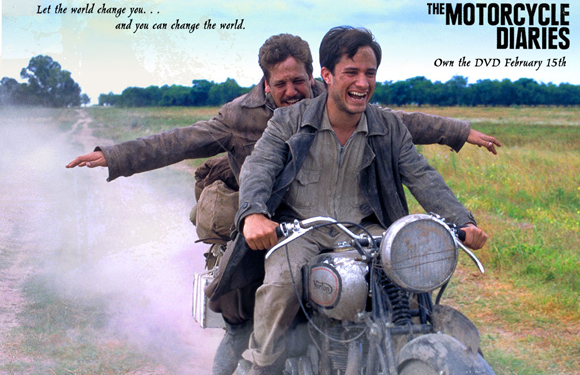 Let the world change you. . .
and you can change the world.
THE MOTORCYCLE
DIARIES
Own the DVD February 15th